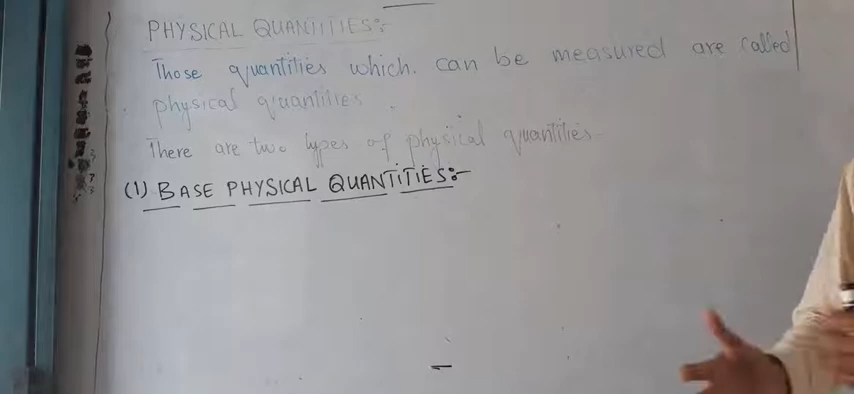 PHYSICAL QUANTITIES:-
Those quantities which can be measured are called
physical quantities.
There are two types of physical quantities-
(1) BASE PHYSICAL QUANTITIES:-